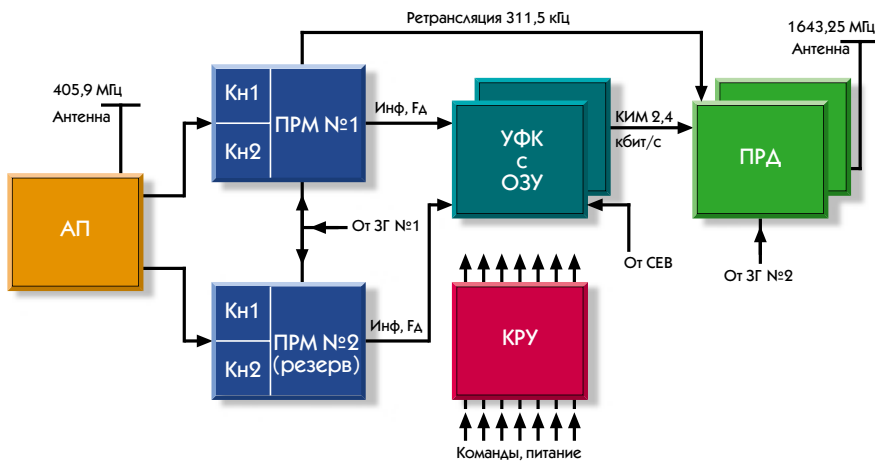 Ретрансляция 311,5 кГц
1643,25 МГц
Антенна
405,9 МГц
Антенна
Кн1
Кн2
ПРМ №1
Инф, Fд
УФК
с
ОЗУ
КИМ 2,4
кбит/с
ПРД
АП
От ЗГ №1
От СЕВ
От ЗГ №2
Кн1
Кн2
ПРМ №2
(резерв)
Инф, Fд
КРУ
Команды, питание